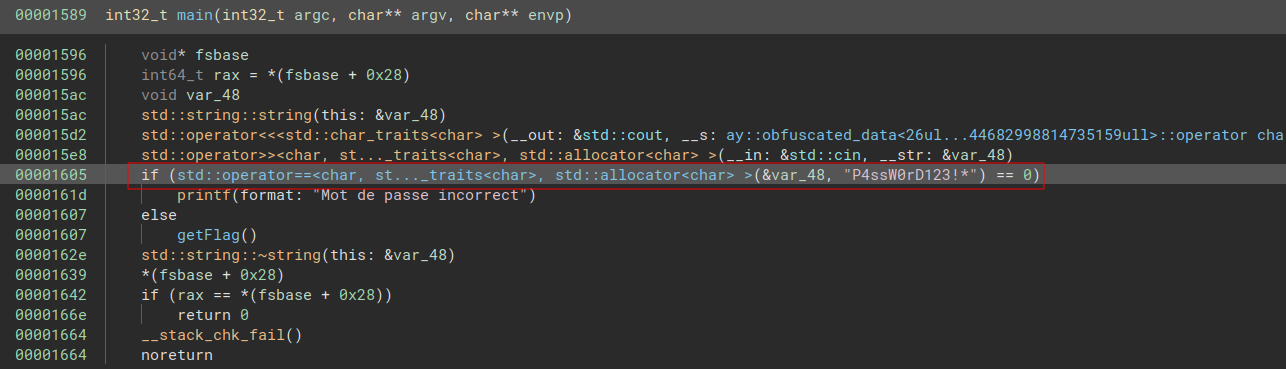 00001589 int32_t main(int32_t argc, char** argv, char** envp)
00001596 void* fsbase
00001596 int64_t rax = *(fsbase + 0x28)
000015ac void var_48
000015ac std::string::string(this: &var_48)
000015d2 std::operator<<<std::char_traits<char> >(__out: &std::cout, __s: ay::obfuscated_data<26ul...44682998814735159ull>::operator cha
000015e8 std::operator>><char, st..._traits<char>, std::allocator<char> >(__in: &std::cin, __str: &var_48)
00001605 if (std::operator==<char, st..._traits<char>, std::allocator<char> >(&var_48, "P4ssW0rD123!*") == 0)
0000161d printf(format: "Mot de passe incorrect")
00001607 else
00001607 getFlag()
0000162e std::string::~string(this: &var_48)
00001639 *(fsbase + 0x28)
00001642 if (rax == *(fsbase + 0x28))
0000166e return 0
00001664 __stack_chk_fail()
00001664 noreturn